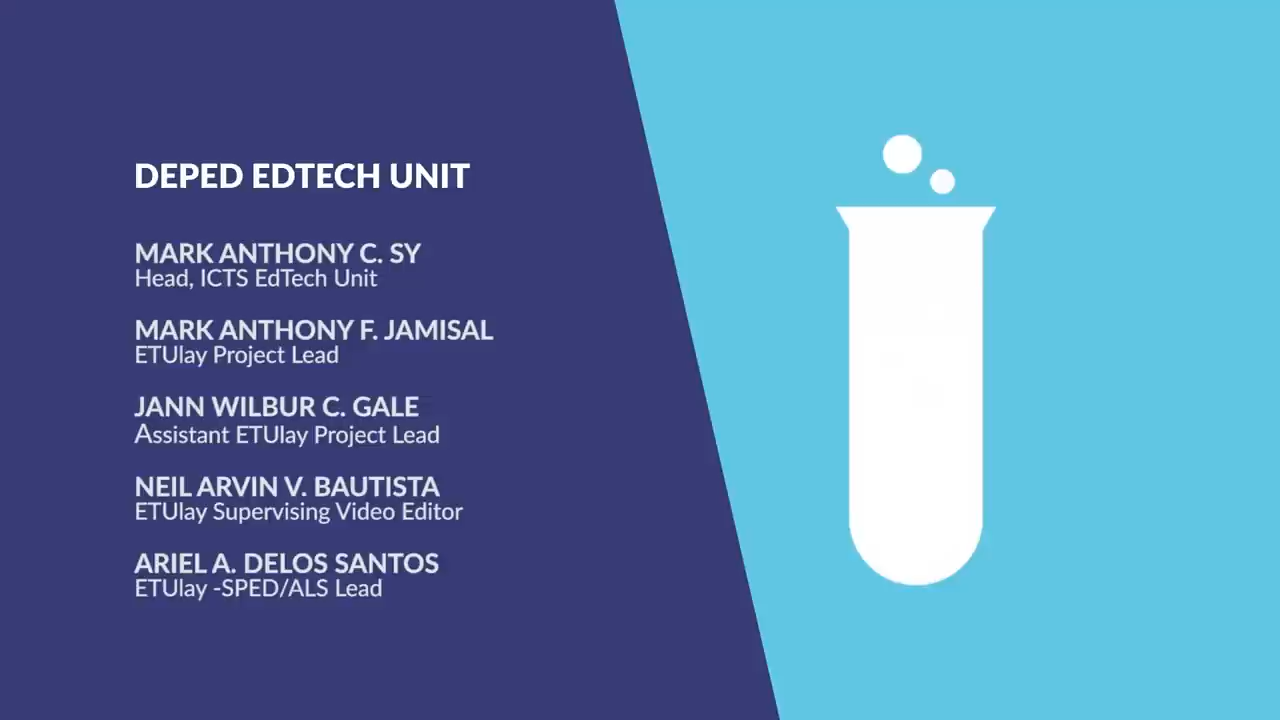 DEPED EDTECH UNIT
MARK ANTHONY C. SY
Head, ICTS EdTech Unit
MARK ANTHONY F. JAMISAL
ETUlay Project Lead
JANN WILBUR C. GALE
Assistant ETUlay Project Lead
NEIL ARVIN V. BAUTISTA
ETUlay Supervising Video Editor
ARIEL A. DELOS SANTOS
ETUlay -SPED/ALS Lead